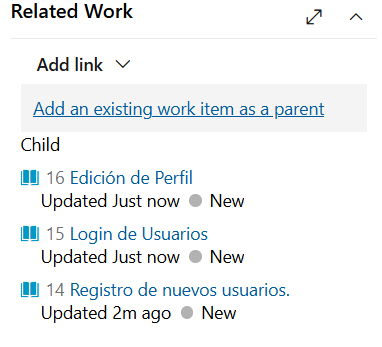 Related Work
Add link
Add an existing work item as a parent
Child
16 Edición de Perfil
Updated Just now New
15 Login de Usuarios
Updated Just now New
14 Registro de nuevos usuarios.
Updated 2m ago New